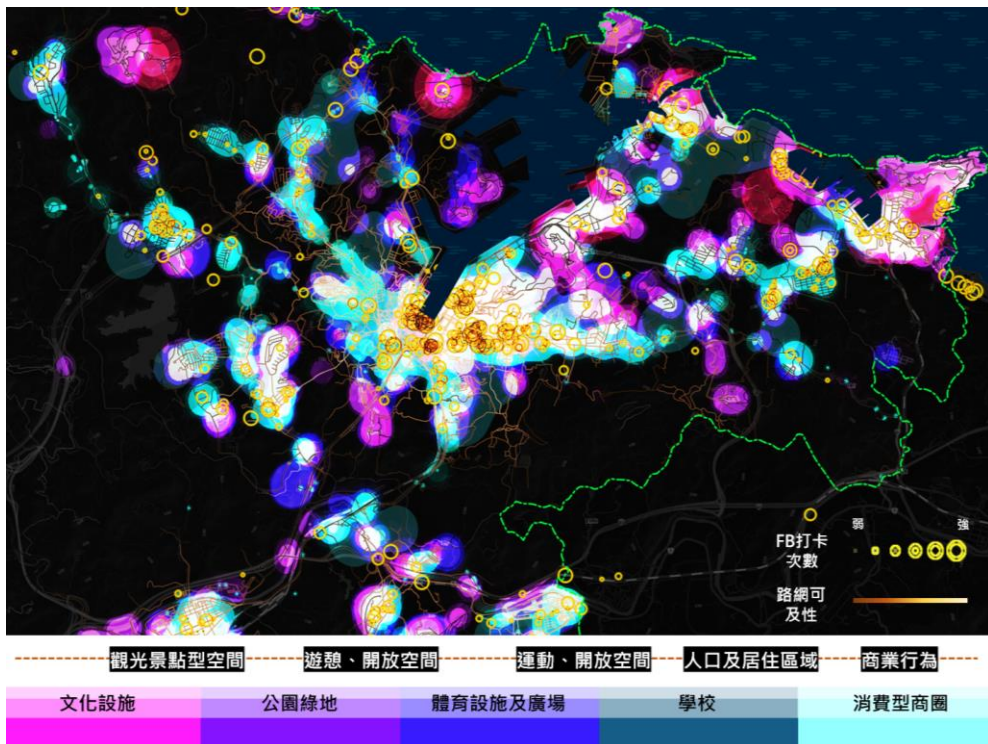 弱 強
FB打卡
次數
路網可
及性
觀光景點型空間 遊憩、開放空間 運動、開放空間 人口及居住區域 商業行為
文化設施 公園綠地 體育設施及廣場 學校 消費型商圈